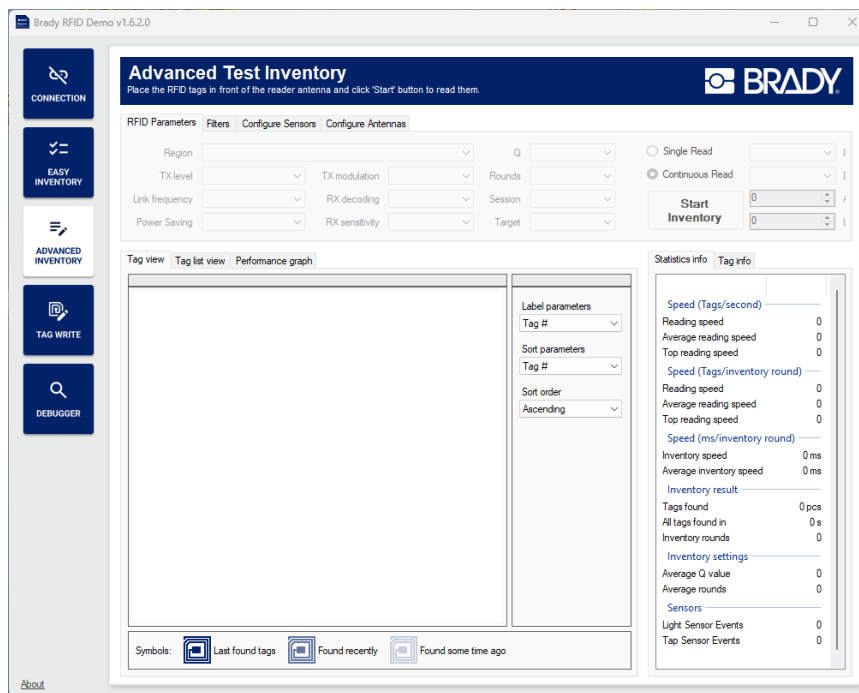 Brady RFID Demo v1.6.2.0
CONNECTION
EASY
INVENTORY
ADVANCED
INVENTORY
TAG WRITE
DEBUGGER
About
Advanced Test Inventory
Place the RFID tags in front of the reader antenna and click 'Start' button to read them.
BRADY
RFID Parameters Filters Configure Sensors Configure Antennas
Region Q Single Read
TX level TX modulation Rounds Continuous Read
Link frequency RX decoding Session Start Inventory 0
Power Saving RX sensitivity Target 0
Tag view Tag list view Performance graph
Label parameters
Tag #
Sort parameters
Tag #
Sort order
Ascending
Symbols: Last found tags Found recently Found some time ago
Statistics info Tag info
Speed (Tags/second)
Reading speed 0
Average reading speed 0
Top reading speed 0
Speed (Tags/inventory round)
Reading speed 0
Average reading speed 0
Top reading speed 0
Speed (ms/inventory round)
Inventory speed 0 ms
Average inventory speed 0 ms
Inventory result
Tags found 0 pcs
All tags found in 0 s
Inventory rounds 0
Inventory settings
Average Q value 0
Average rounds 0
Sensors
Light Sensor Events 0
Tap Sensor Events 0